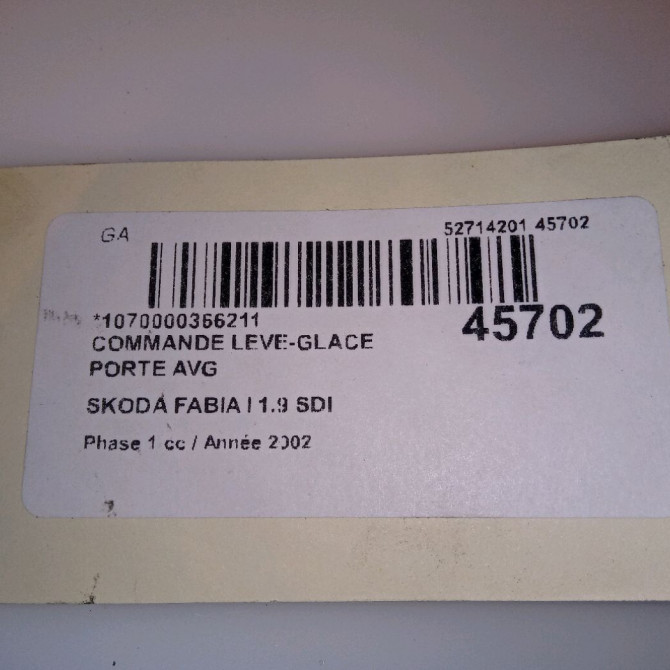 GA
52714201 45702
*1070000366211
45702
COMMANDE LEVE-GLACE
PORTE AVG
SKODA FABIA I 1.9 SDI
Phase 1 cc / Année 2002